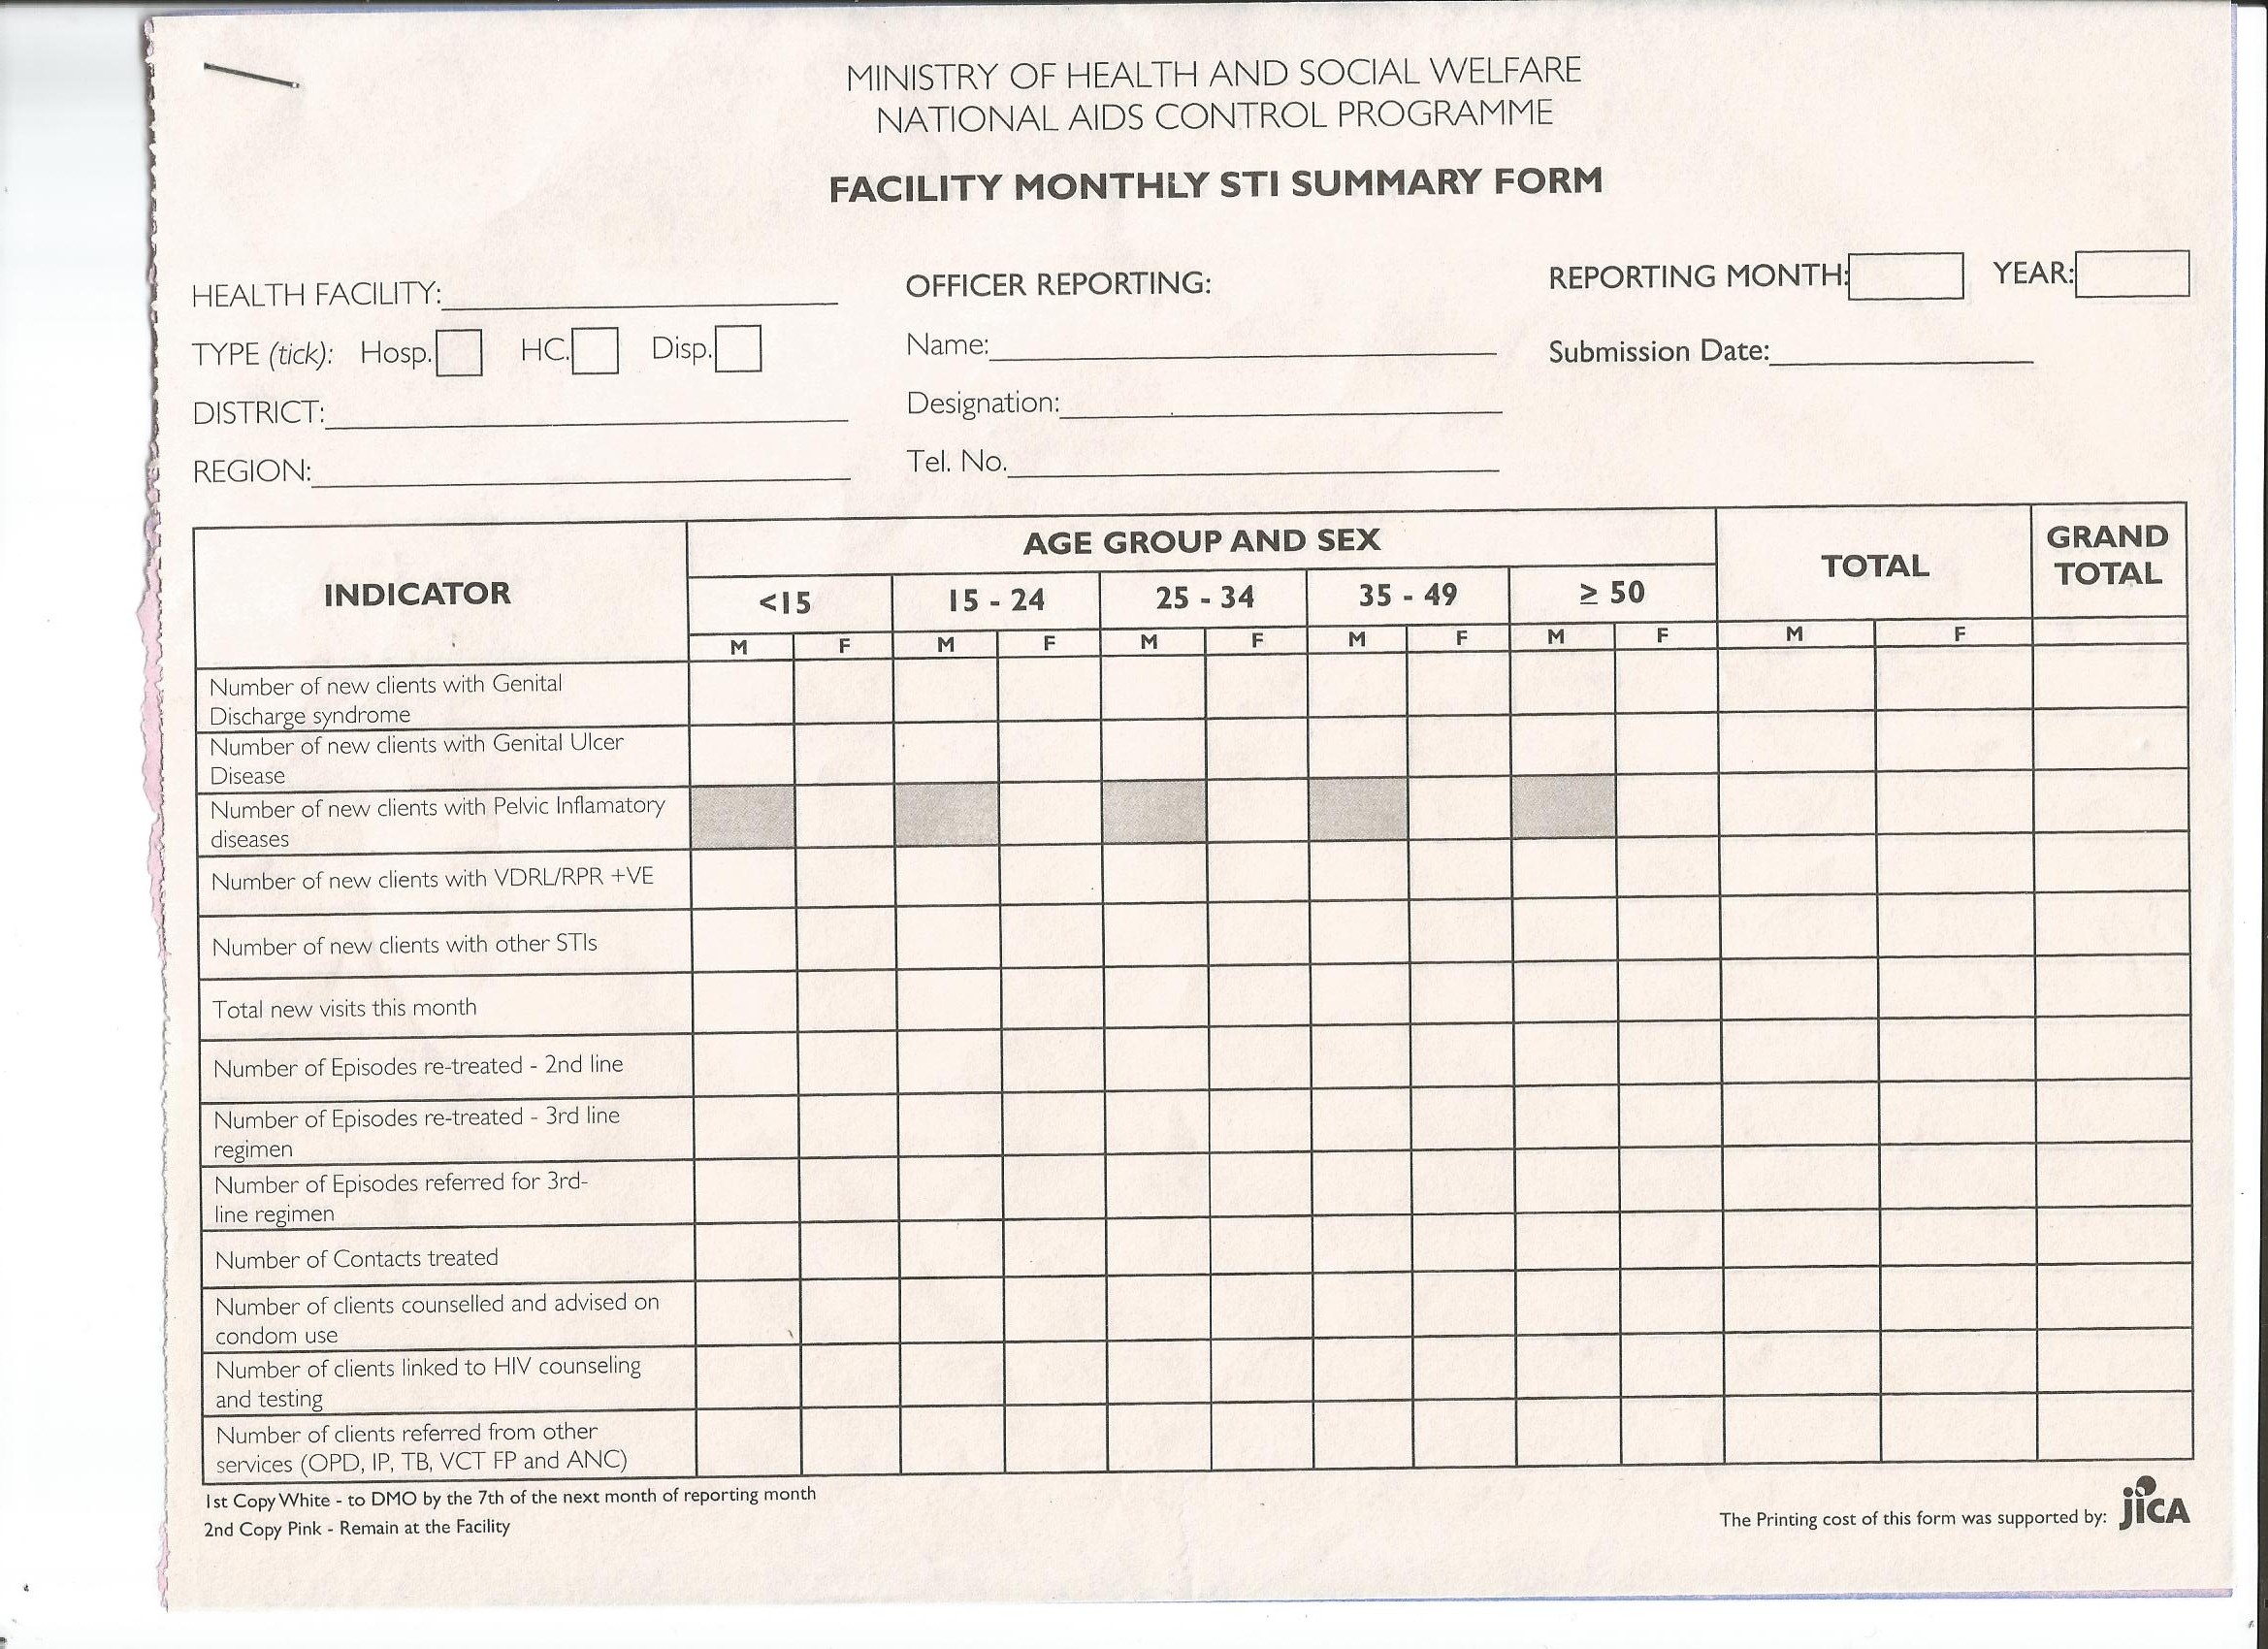 MINISTRY OF HEALTH AND SOCIAL WELFARE
NATIONAL AIDS CONTROL PROGRAMME
FACILITY MONTHLY STI SUMMARY FORM
HEALTH FACILITY:
TYPE (tick): Hosp. HC. Disp.
DISTRICT:
REGION:
OFFICER REPORTING:
Name:
Designation:
Tel. No.
REPORTING MONTH: YEAR:
Submission Date:
INDICATOR
AGE GROUP AND SEX
TOTAL
GRAND
TOTAL
<15 15 - 24 25 - 34 35 - 49 ≥ 50
M F M F M F M F M F M F
Number of new clients with Genital
Discharge syndrome
Number of new clients with Genital Ulcer
Disease
Number of new clients with Pelvic Inflamatory
diseases
Number of new clients with VDRL/RPR +VE
Number of new clients with other STIs
Total new visits this month
Number of Episodes re-treated - 2nd line
Number of Episodes re-treated - 3rd line
regimen
Number of Episodes referred for 3rd-
line regimen
Number of Contacts treated
Number of clients counselled and advised on
condom use
Number of clients linked to HIV counseling
and testing
Number of clients referred from other
services (OPD, IP, TB, VCT FP and ANC)
1st Copy White - to DMO by the 7th of the next month of reporting month
2nd Copy Pink - Remain at the Facility
The Printing cost of this form was supported by: jICA